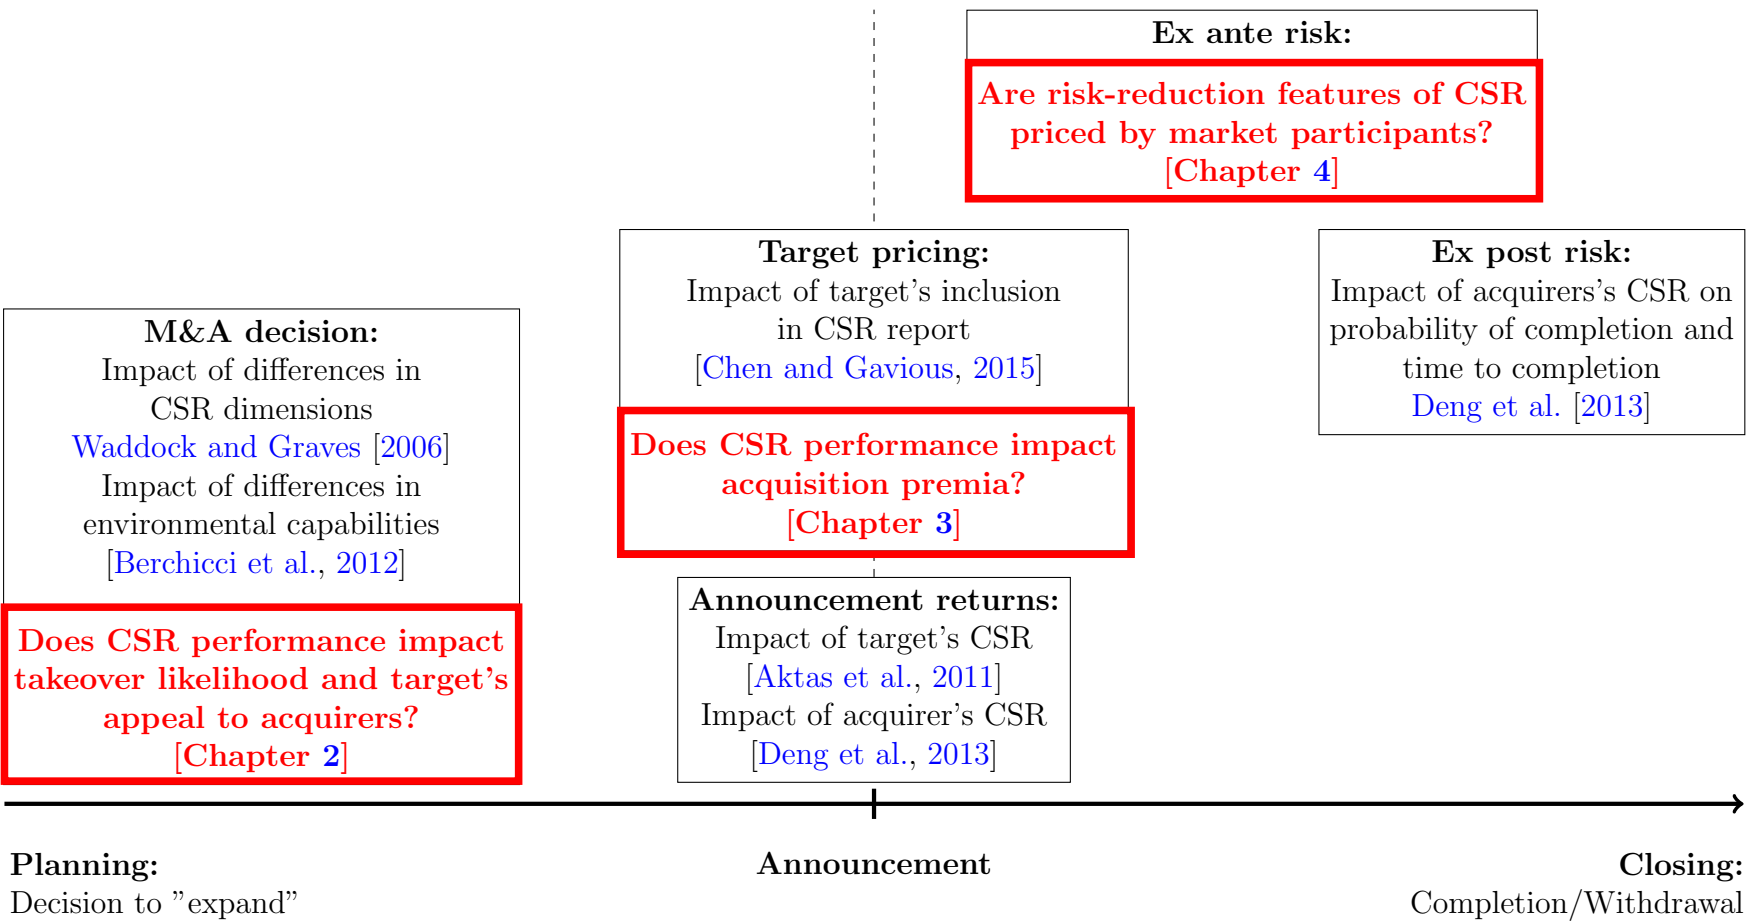 Ex ante risk:
Are risk-reduction features of CSR
priced by market participants?
[Chapter 4]
Target pricing:
Impact of target's inclusion
in CSR report
[Chen and Gavious, 2015]
Does CSR performance impact
acquisition premia?
[Chapter 3]
Ex post risk:
Impact of acquirers's CSR on
probability of completion and
time to completion
Deng et al. [2013]
M&A decision:
Impact of differences in
CSR dimensions
Waddock and Graves [2006]
Impact of differences in
environmental capabilities
[Berchicci et al., 2012]
Does CSR performance impact
takeover likelihood and target's
appeal to acquirers?
[Chapter 2]
Announcement returns:
Impact of target's CSR
[Aktas et al., 2011]
Impact of acquirer's CSR
[Deng et al., 2013]
Planning:
Decision to ”expand”
Announcement
Closing:
Completion/Withdrawal